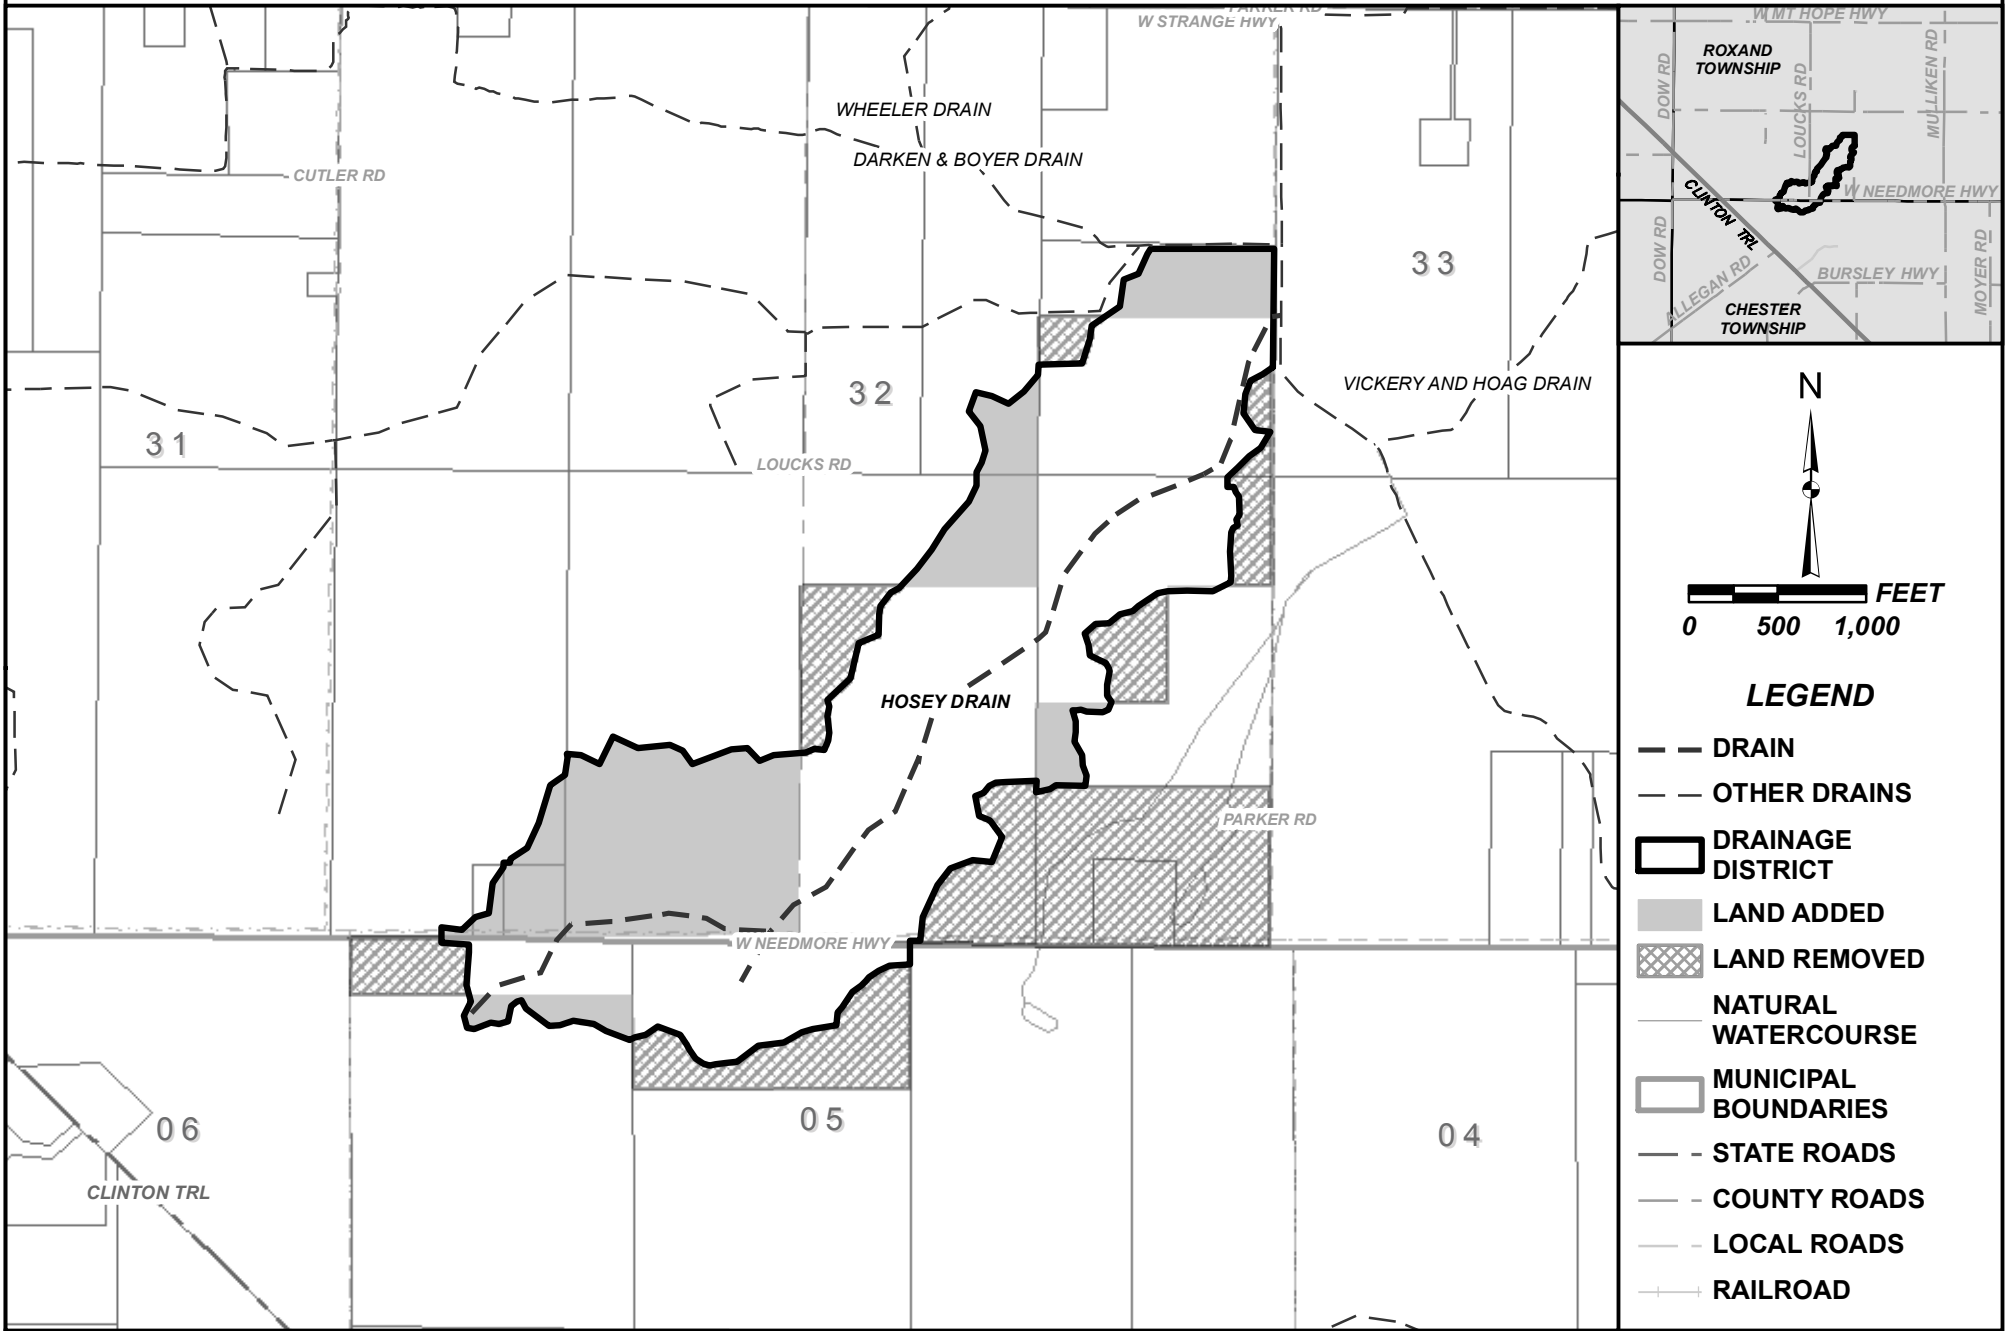 PARKER RD
W STRANGE HWY
WHEELER DRAIN
DARKEN & BOYER DRAIN
CUTLER RD
33
32
VICKERY AND HOAG DRAIN
31
LOUCKS RD
HOSEY DRAIN
PARKER RD
W NEEDMORE HWY
05
06
04
CLINTON TRL
W MT HOPE HWY
ROXAND
TOWNSHIP
DOW RD
LOUCKS RD
MULLIKEN RD
CLINTON TRL
W NEEDMORE HWY
DOW RD
ALLEGAN RD
BURSLEY HWY
MOYER RD
CHESTER
TOWNSHIP
N
FEET
0 500 1,000
LEGEND
DRAIN
OTHER DRAINS
DRAINAGE
DISTRICT
LAND ADDED
LAND REMOVED
NATURAL
WATERCOURSE
MUNICIPAL
BOUNDARIES
STATE ROADS
COUNTY ROADS
LOCAL ROADS
RAILROAD